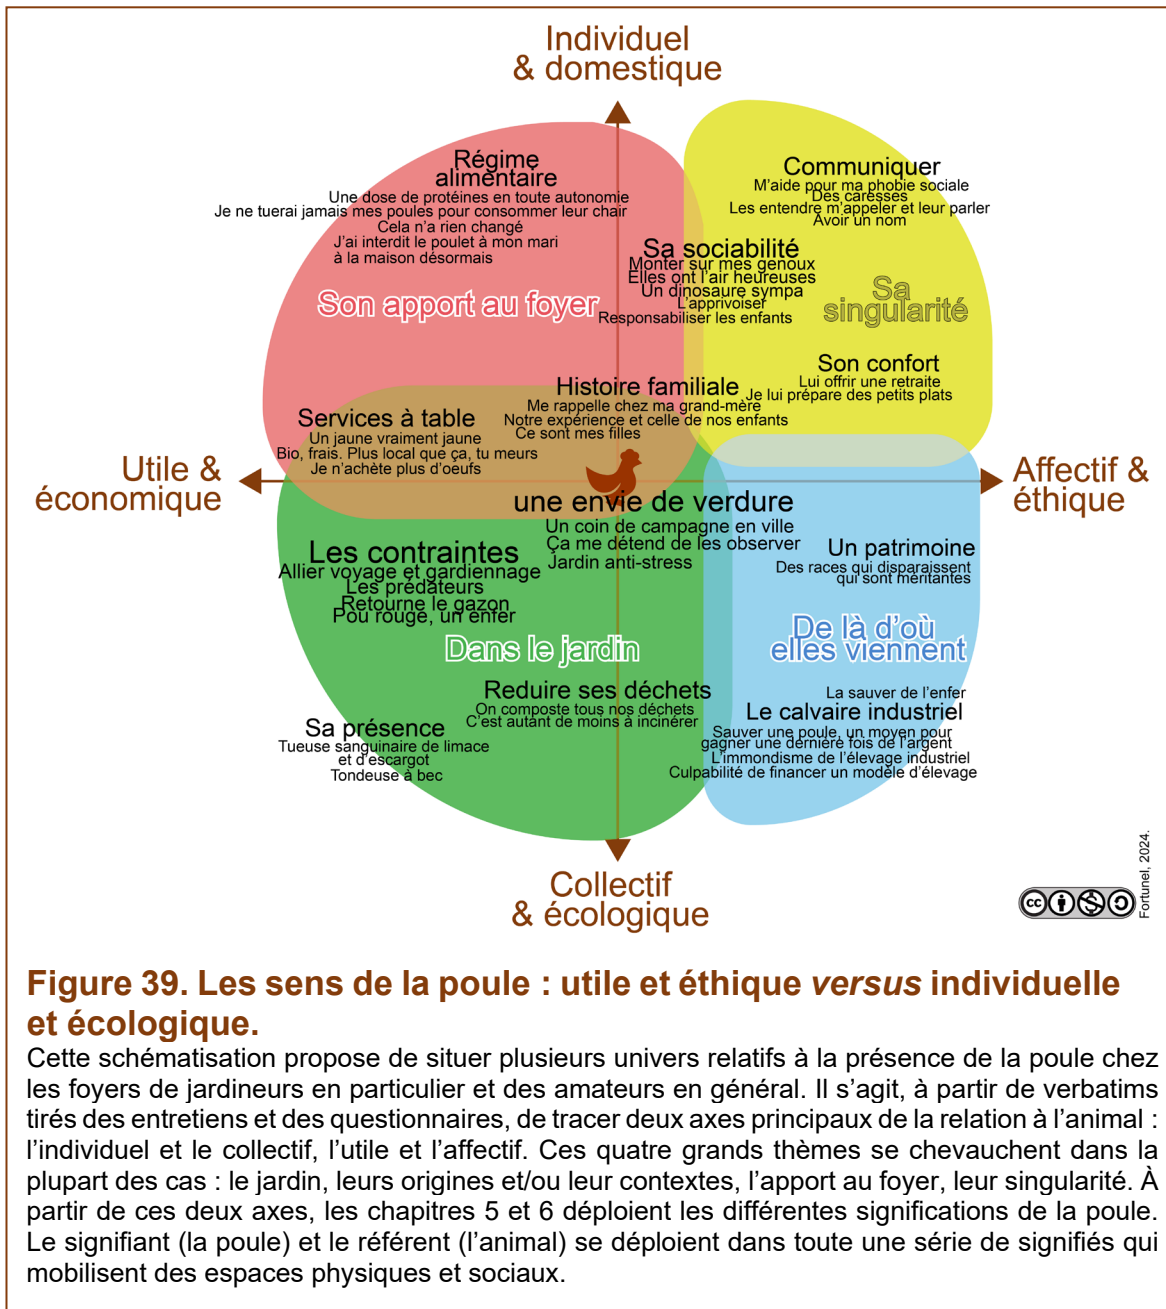 Individuel
& domestique
Régime
alimentaire
Une dose de protéines en toute autonomie
Je ne tuerai jamais mes poules pour consommer leur chair
Cela n'a rien changé
J'ai interdit le poulet à mon mari
à la maison désormais
Son apport au foyer
Communiquer
M'aide pour ma phobie sociale
Des caresses
Les entendre m'appeler et leur parler
Avoir un nom
Sa sociabilité
Monter sur mes genoux
Elles ont l'air heureuses
Un dinosaure sympa
L'apprivoiser
Responsabiliser les enfants
Sa
singularité
Son confort
Lui offrir une retraite
Je lui prépare des petits plats
Histoire familiale
Me rappelle chez ma grand-mère
Notre expérience et celle de nos enfants
Ce sont mes filles
Services à table
Un jaune vraiment jaune
Bio, frais. Plus local que ça, tu meurs
Je n'achète plus d'oeufs
Utile &
économique
Affectif &
éthique
une envie de verdure
Un coin de campagne en ville
Ça me détend de les observer
Jardin anti-stress
Les contraintes
Allier voyage et gardiennage
Les prédateurs
Retourne le gazon
Pou rouge, un enfer
Dans le jardin
Un patrimoine
Des races qui disparaissent
qui sont méritantes
De là d'où
elles viennent
Reduire ses déchets
On composte tous nos déchets
C'est autant de moins à incinérer
Sa présence
Tueuse sanguinaire de limace
et d'escargot
Tondeuse à bec
La sauver de l'enfer
Le calvaire industriel
Sauver une poule, un moyen pour
gagner une dernière fois de l'argent
L'immondisme de l'élevage industriel
Culpabilité de financer un modèle d'élevage
Collectif
& écologique
cc
Fortunel, 2024.
Figure 39. Les sens de la poule : utile et éthique versus individuelle
et écologique.
Cette schématisation propose de situer plusieurs univers relatifs à la présence de la poule chez
les foyers de jardineurs en particulier et des amateurs en général. Il s'agit, à partir de verbatims
tirés des entretiens et des questionnaires, de tracer deux axes principaux de la relation à l'animal :
l'individuel et le collectif, l'utile et l'affectif. Ces quatre grands thèmes se chevauchent dans la
plupart des cas : le jardin, leurs origines et/ou leur contextes, l'apport au foyer, leur singularité. À
partir de ces deux axes, les chapitres 5 et 6 déploient les différentes significations de la poule.
Le signifiant (la poule) et le référent (l'animal) se déploient dans toute une série de signifiés qui
mobilisent des espaces physiques et sociaux.